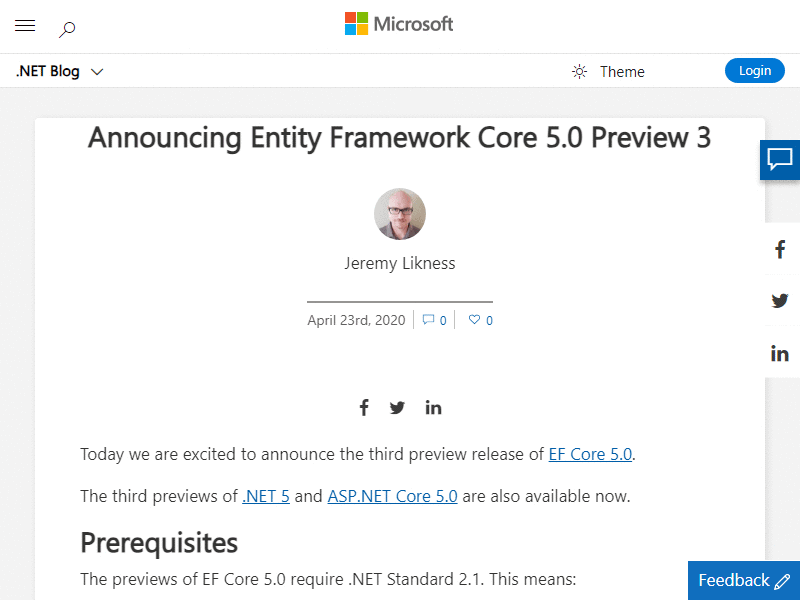 Microsoft
.NET Blog
Theme
Login
Announcing Entity Framework Core 5.0 Preview 3
Jeremy Likness
April 23rd, 2020 0 0
Today we are excited to announce the third preview release of EF Core 5.0.
The third previews of .NET 5 and ASP.NET Core 5.0 are also available now.
Prerequisites
The previews of EF Core 5.0 require .NET Standard 2.1. This means:
Feedback